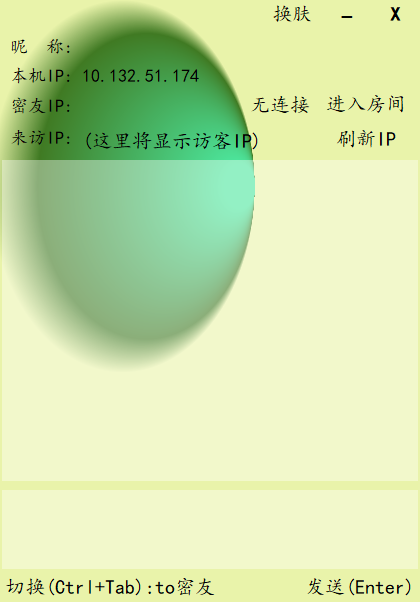 换肤 – X
昵 称:
本机IP: 10.132.51.174
密友IP: 无连接 进入房间
来访IP: (这里将显示访客IP) 刷新IP
切换(Ctrl+Tab):to密友 发送(Enter)